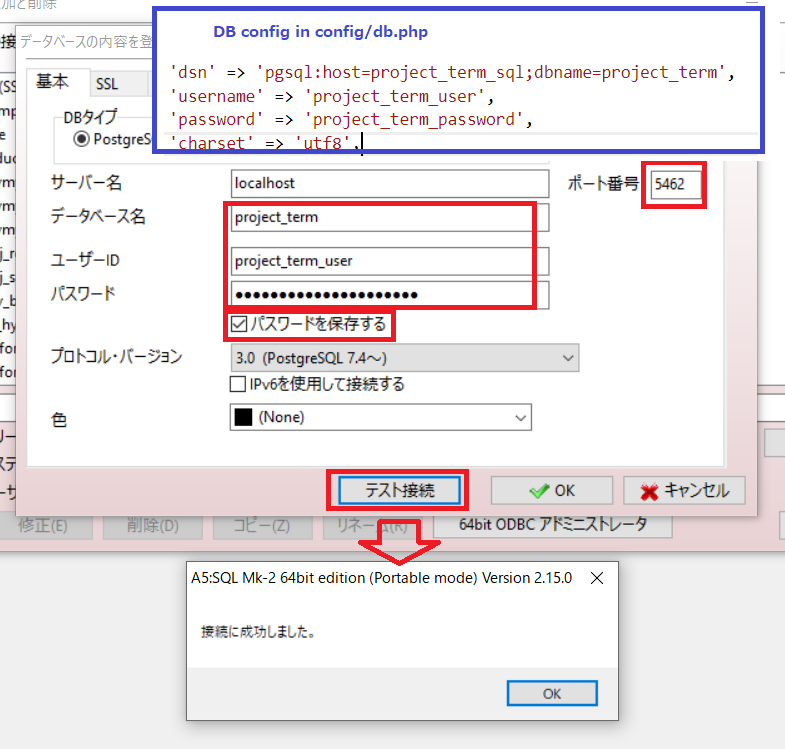 加と削除
データベースの内容を登
DB config in config/db.php
'dsn' => 'pgsql:host=project_term_sql;dbname=project_term',
'username' => 'project_term_user',
'password' => 'project_term_password',
'charset' => 'utf8',
基本
SSL
DBタイプ
PostgreS
サーバー名
localhost
ポート番号
5462
データベース名
project_term
ユーザーID
project_term_user
パスワード
●●●●●●●●●●●●●●●●●●●●●
パスワードを保存する
プロトコル・バージョン
3.0 (PostgreSQL 7.4～)
IPv6を使用して接続する
色
(None)
テスト接続
OK
キャンセル
修正(E)
削除(D)
コピー(Z)
リネーム(R)
64bit ODBC アドミニストレータ
A5:SQL Mk-2 64bit edition (Portable mode) Version 2.15.0
接続に成功しました。
OK